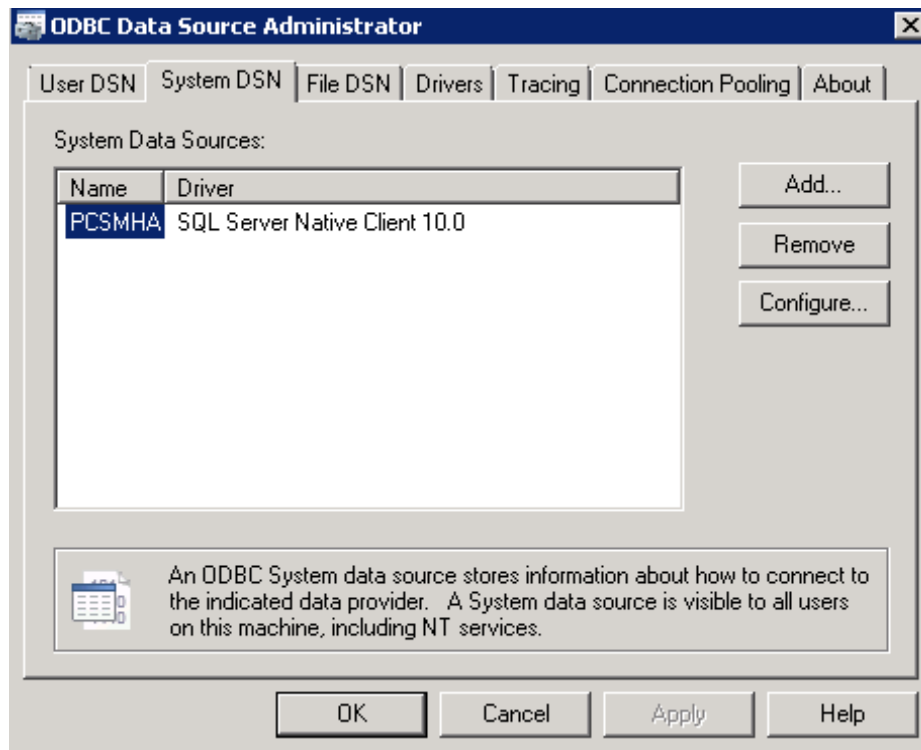 ODBC Data Source Administrator
User DSN System DSN File DSN Drivers Tracing Connection Pooling About
System Data Sources:
Name Driver
PCSMHA SQL Server Native Client 10.0
Add...
Remove
Configure...
An ODBC System data source stores information about how to connect to
the indicated data provider. A System data source is visible to all users
on this machine, including NT services.
OK Cancel Apply Help